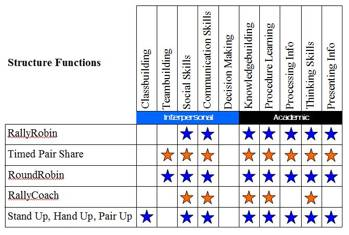 Structure Functions
Classbuilding
Teambuilding
Social Skills
Communication Skills
Decision Making
Knowledgebuilding
Procedure Learning
Processing Info
Thinking Skills
Presenting Info
Interpersonal
Academic
RallyRobin
Timed Pair Share
RoundRobin
RallyCoach
Stand Up, Hand Up, Pair Up